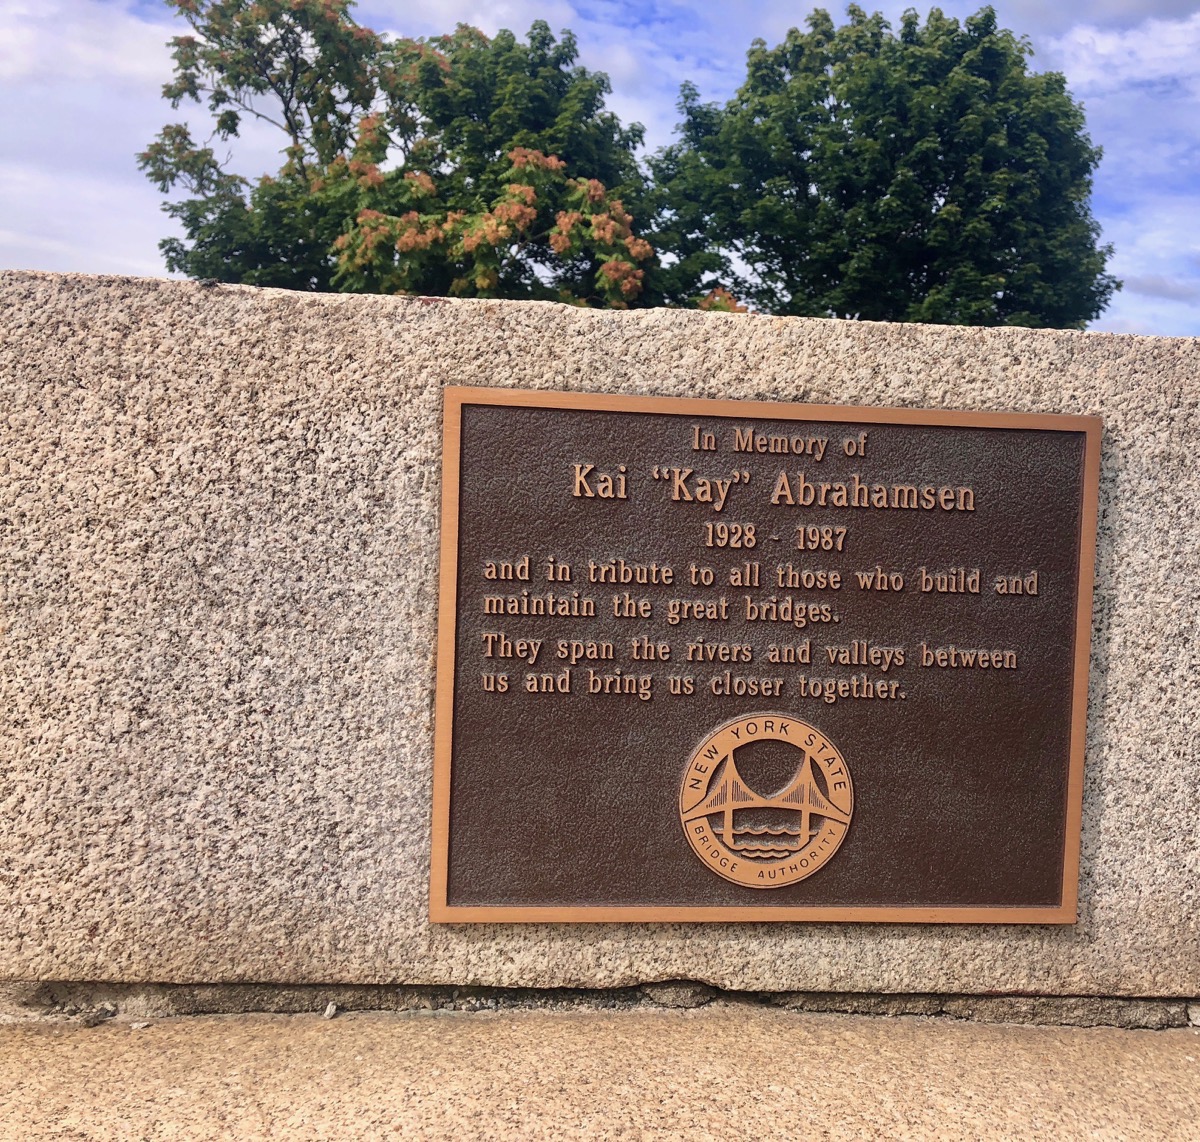 In Memory of
Kai “Kay” Abrahamsen
1928 - 1987
and in tribute to all those who build and
maintain the great bridges.
They span the rivers and valleys between
us and bring us closer together.
NEW YORK STATE
BRIDGE AUTHORITY